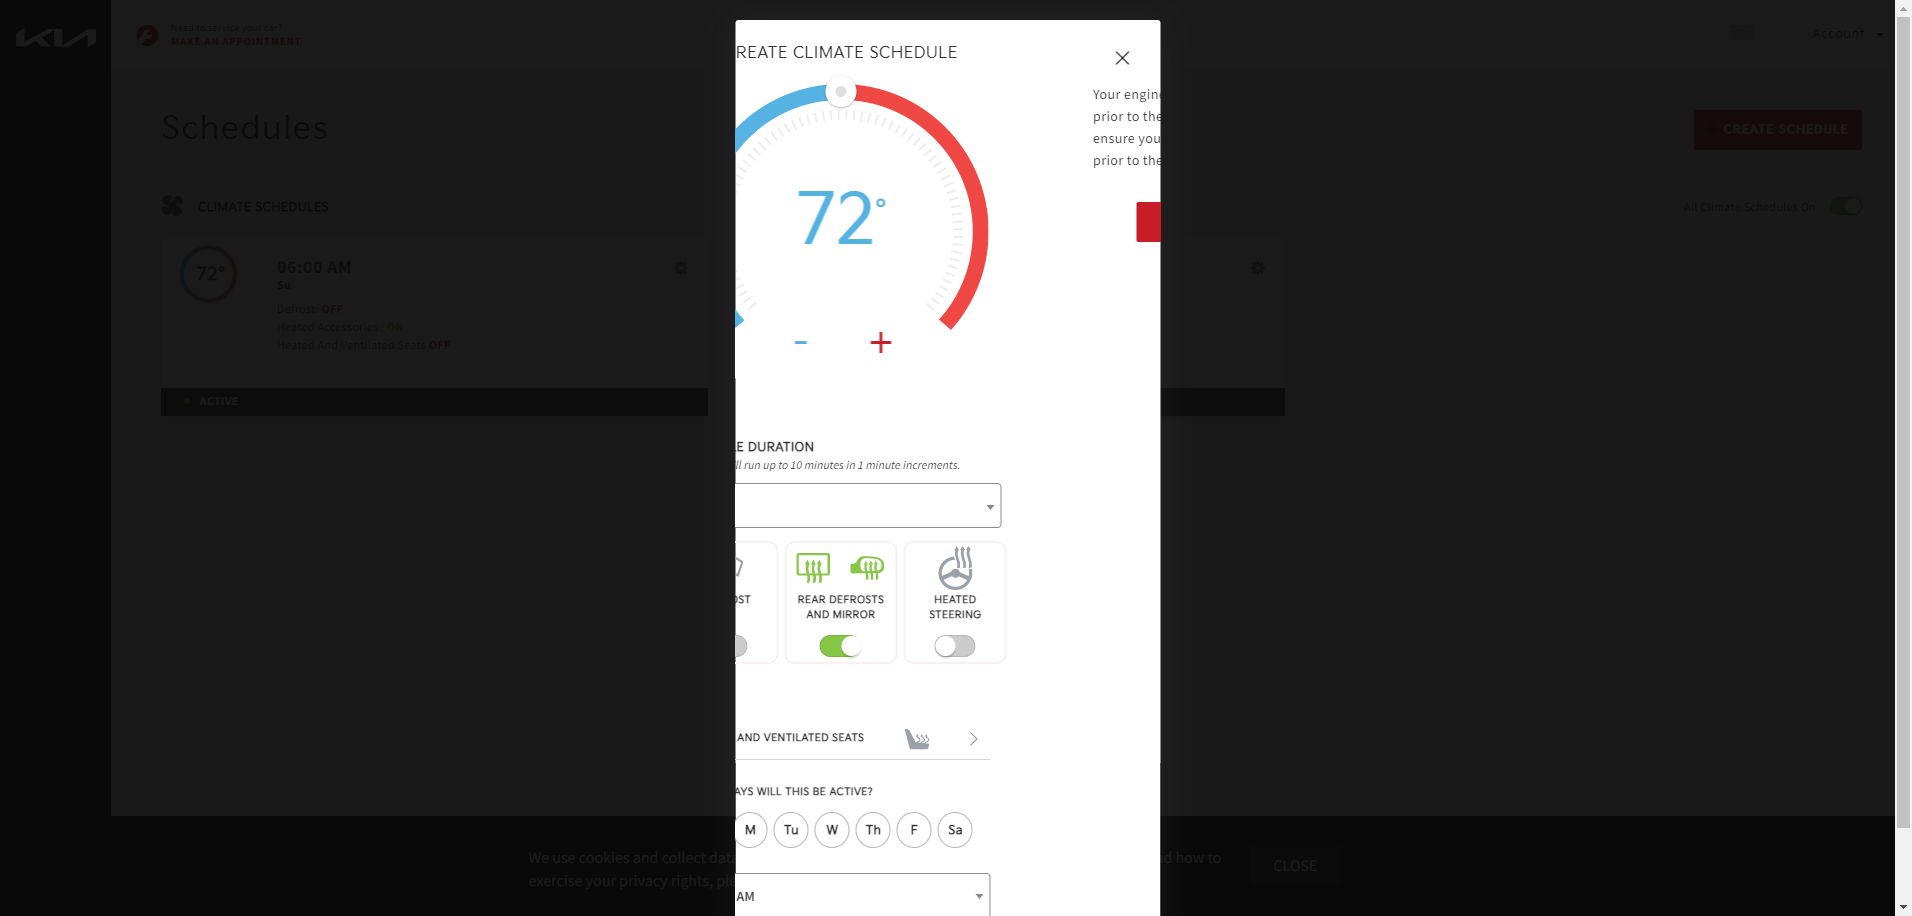 KIA
Need to service your car?
MAKE AN APPOINTMENT
Account
Schedules
CREATE SCHEDULE
CLIMATE SCHEDULES
All Climate Schedules On
72°
06:00 AM
Su
Defrost: OFF
Heated Accessories : ON
Heated And Ventilated Seats OFF
ACTIVE
REATE CLIMATE SCHEDULE
72°
-
+
Your engin
prior to the
ensure you
prior to the
E DURATION
ll run up to 10 minutes in 1 minute increments.
OST
REAR DEFROSTS
AND MIRROR
HEATED
STEERING
AND VENTILATED SEATS
AYS WILL THIS BE ACTIVE?
M Tu W Th F Sa
AM
We use cookies and collect dat
d how to
exercise your privacy rights, pl
CLOSE